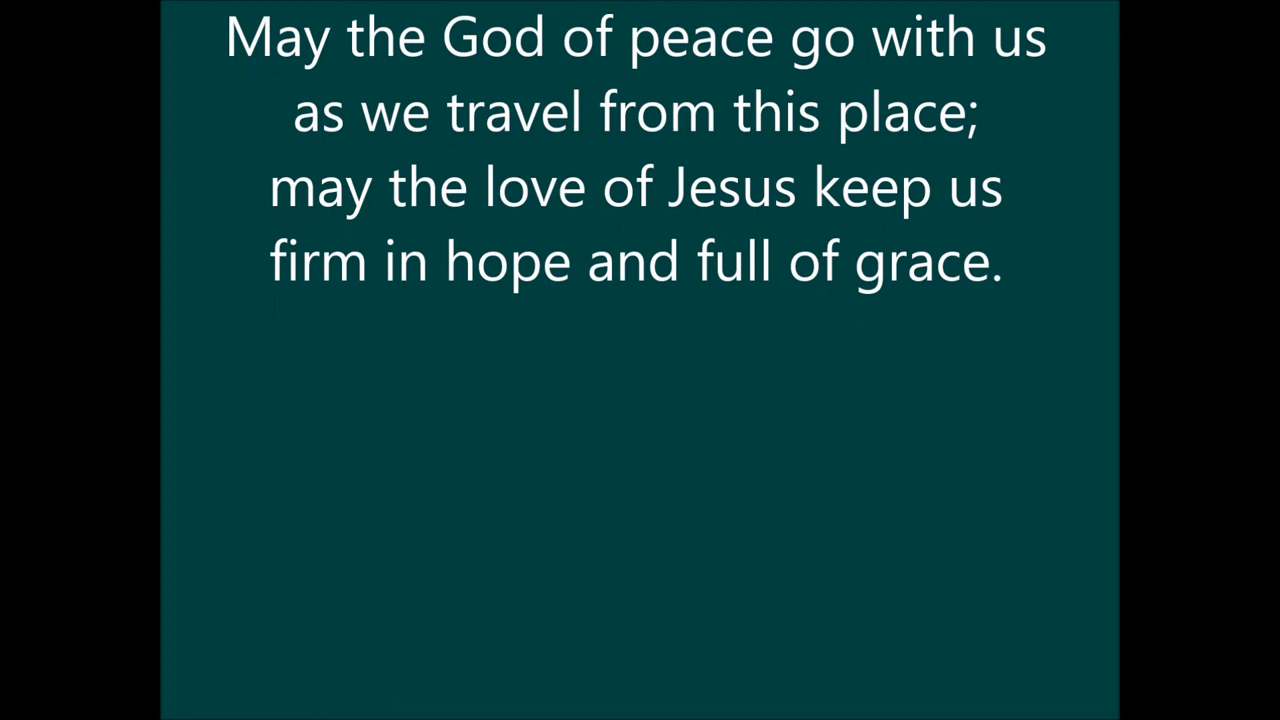 May the God of peace go with us
as we travel from this place;
may the love of Jesus keep us
firm in hope and full of grace.